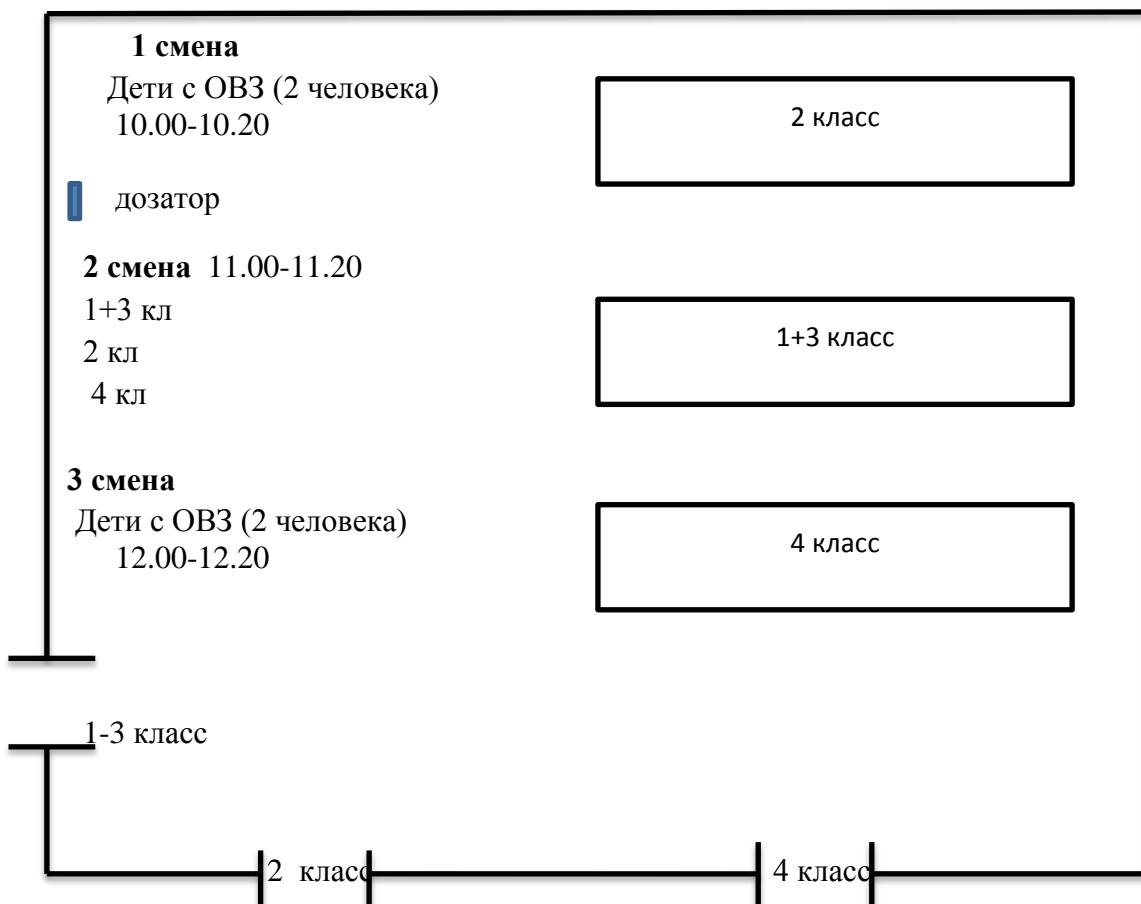 1 смена
Дети с ОВЗ (2 человека)
10.00-10.20
2 класс
дозатор
2 смена 11.00-11.20
1+3 кл
2 кл
4 кл
1+3 класс
3 смена
Дети с ОВЗ (2 человека)
12.00-12.20
4 класс
1-3 класс
2 класс
4 класс